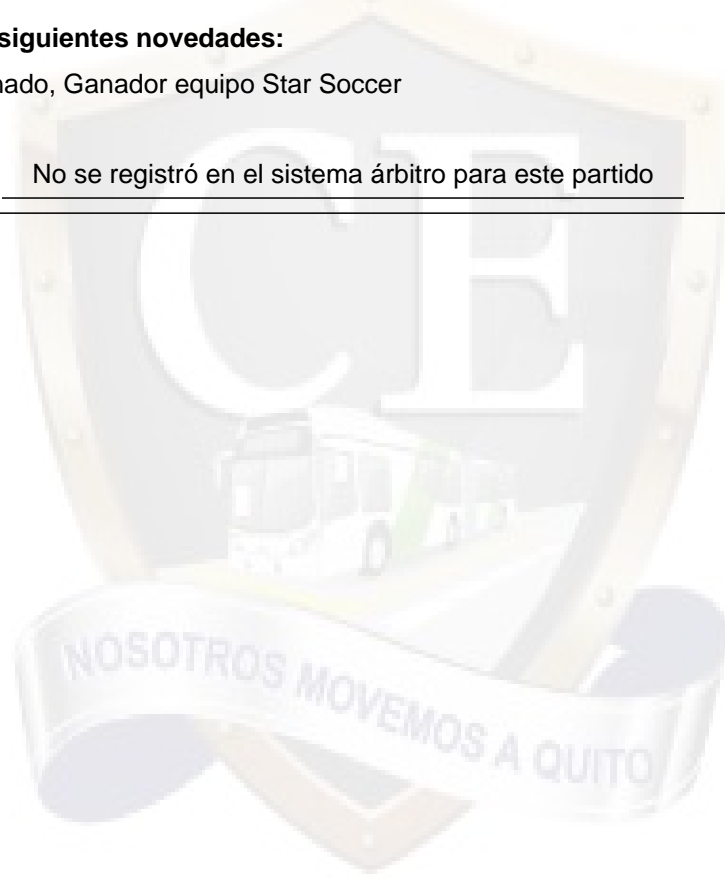 siguientes novedades:
nado, Ganador equipo Star Soccer
No se registró en el sistema árbitro para este partido
CE
NOSOTROS MOVEMOS A QUITO